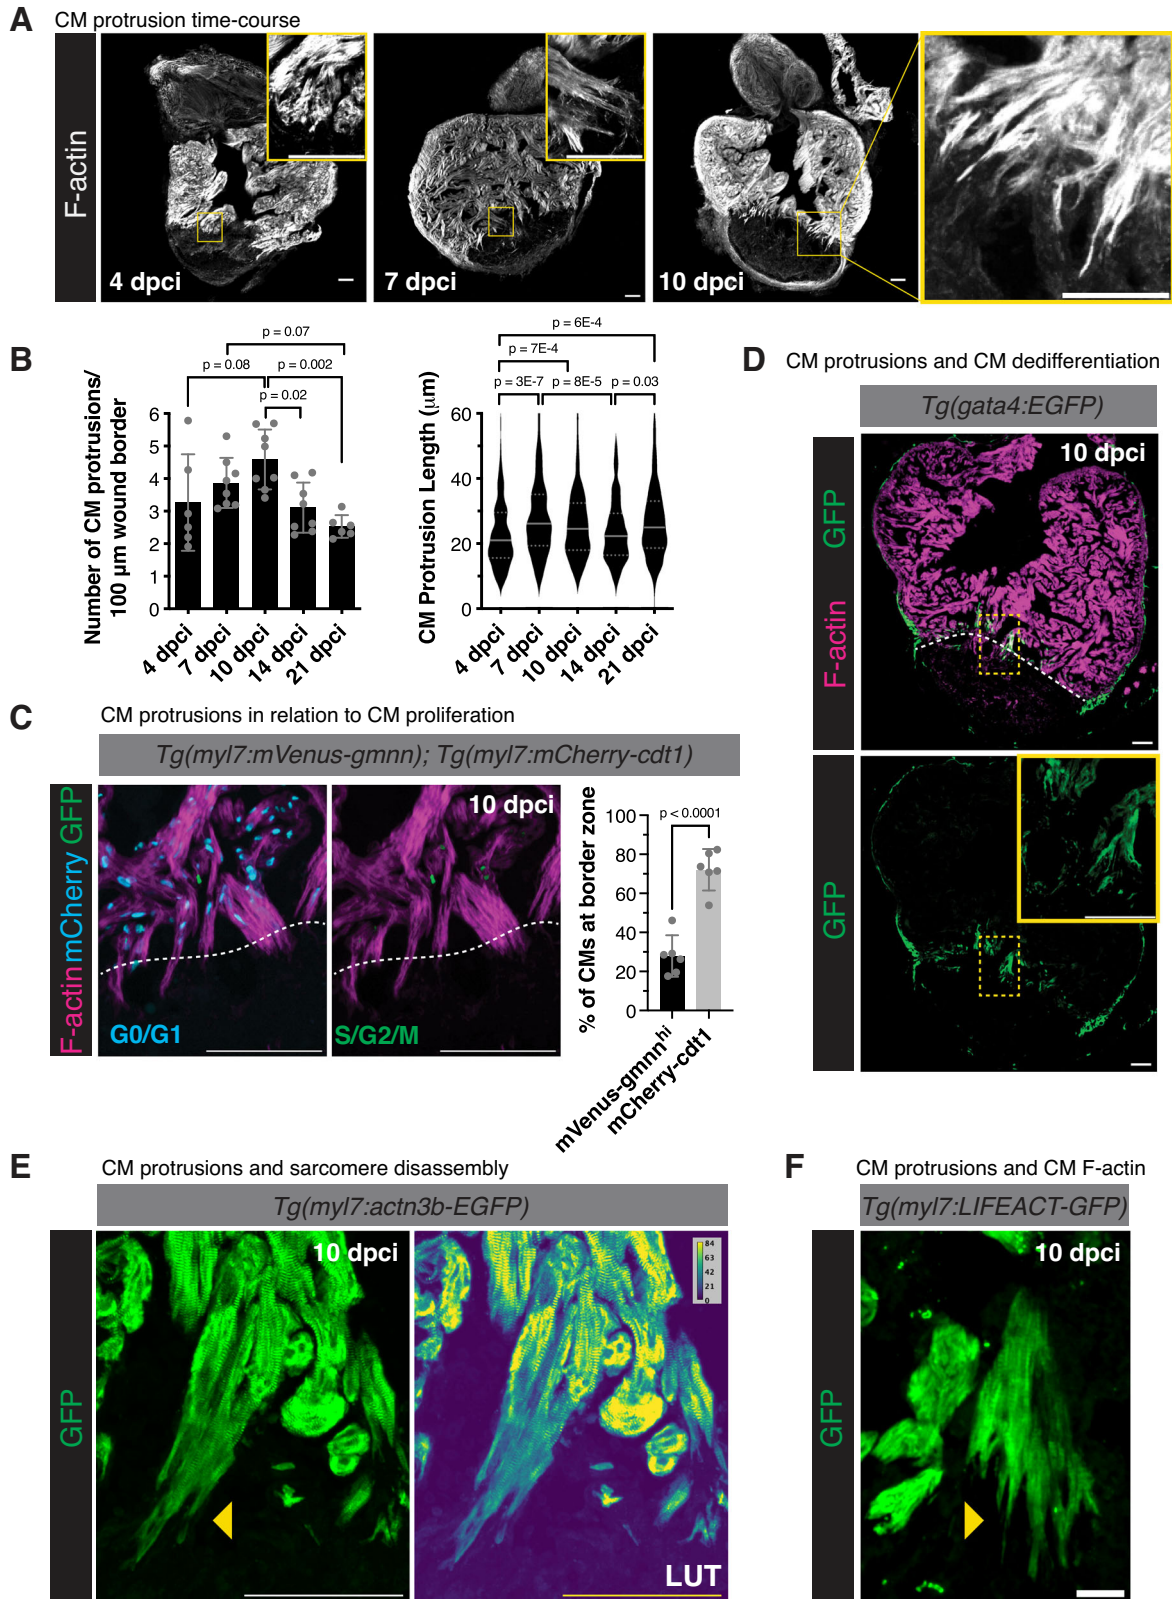 A
CM protrusion time-course
F-actin
4 dpci
7 dpci
10 dpci
B
Number of CM protrusions/
100 µm wound border
6
5
4
3
2
1
0
p = 0.07
p = 0.08
p = 0.002
p = 0.02
4 dpci
7 dpci
10 dpci
14 dpci
21 dpci
CM Protrusion Length (µm)
60
40
20
0
p = 6E-4
p = 7E-4
p = 3E-7
p = 8E-5
p = 0.03
4 dpci
7 dpci
10 dpci
14 dpci
21 dpci
C
CM protrusions in relation to CM proliferation
Tg(myl7:mVenus-gmnn); Tg(myl7:mCherry-cdt1)
F-actin mCherry GFP
G0/G1
10 dpci
S/G2/M
% of CMs at border zone
100
80
60
40
20
0
p < 0.0001
mVenus-gmnn^hi
mCherry-cdt1
D
CM protrusions and CM dedifferentiation
Tg(gata4:EGFP)
F-actin GFP
10 dpci
GFP
E
CM protrusions and sarcomere disassembly
Tg(myl7:actn3b-EGFP)
GFP
10 dpci
84
63
42
21
0
LUT
F
CM protrusions and CM F-actin
Tg(myl7:LIFEACT-GFP)
GFP
10 dpci